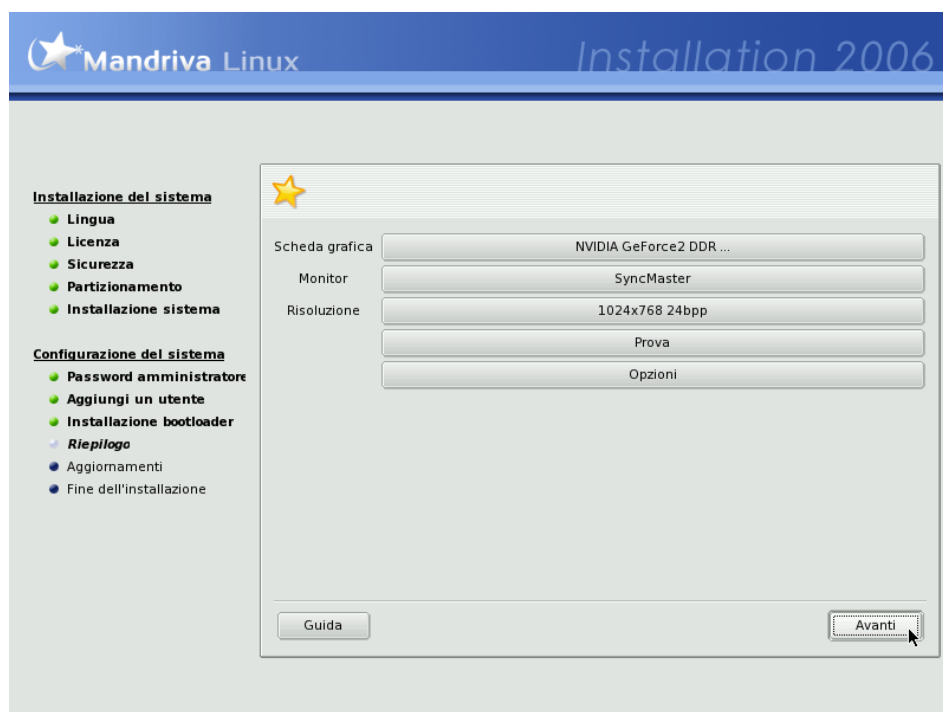 Mandriva Linux
Installation 2006
Installazione del sistema
Lingua
Licenza
Sicurezza
Partizionamento
Installazione sistema
Configurazione del sistema
Password amministratore
Aggiungi un utente
Installazione bootloader
Riepilogo
Aggiornamenti
Fine dell'installazione
Scheda grafica NVIDIA GeForce2 DDR ...
Monitor SyncMaster
Risoluzione 1024x768 24bpp
Prova
Opzioni
Guida
Avanti